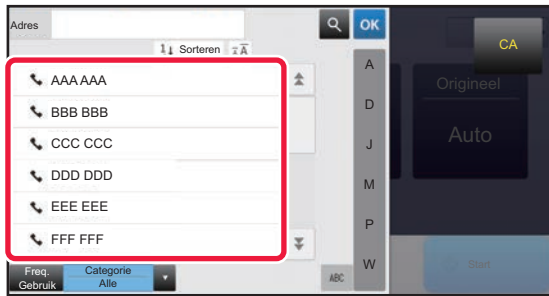 Adres
OK
CA
1↓ Sorteren
AAA AAA
BBB BBB
CCC CCC
DDD DDD
EEE EEE
FFF FFF
A
D
J
M
P
W
Origineel
Auto
Freq.
Gebruik
Categorie
Alle
ABC
Start